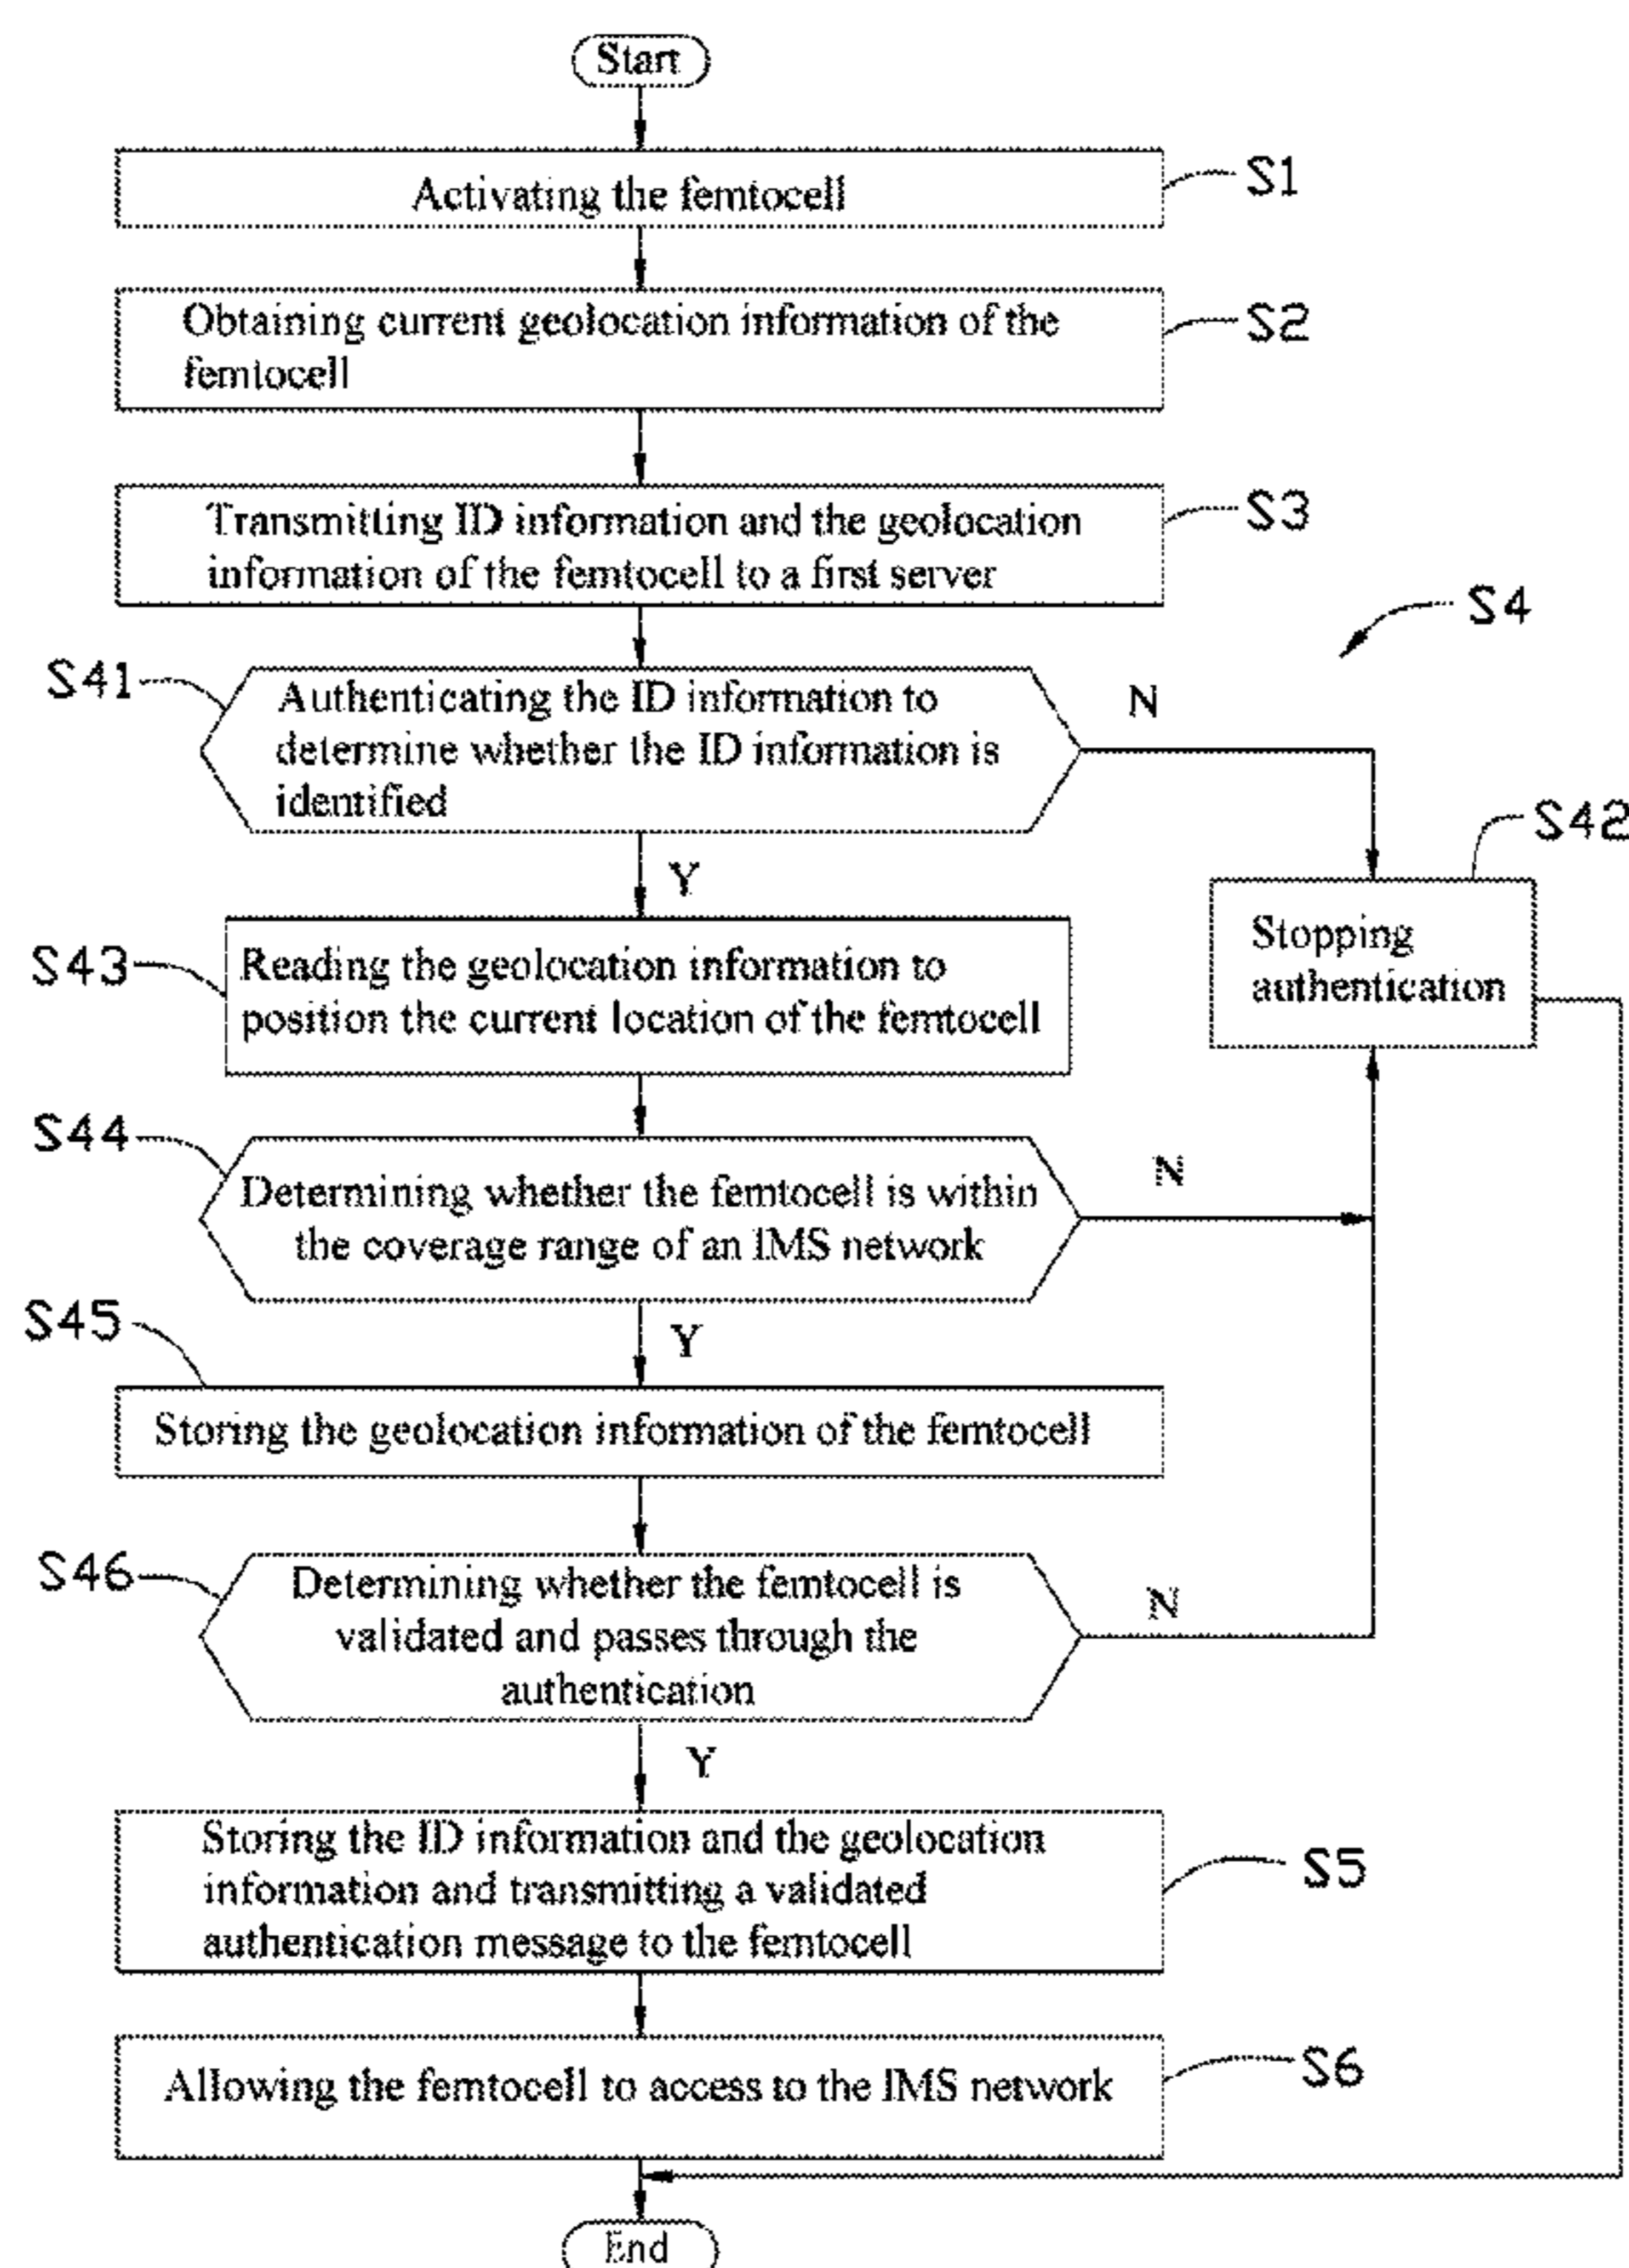 Start
Activating the femtocell
S1
Obtaining current geolocation information of the
femtocell
S2
Transmitting ID information and the geolocation
information of the femtocell to a first server
S3
S4
S41
Authenticating the ID information to
determine whether the ID information is
identified
N
Y
S42
Stopping
authentication
S43
Reading the geolocation information to
position the current location of the femtocell
S44
Determining whether the femtocell is within
the coverage range of an IMS network
N
Y
S45
Storing the geolocation information of the femtocell
S46
Determining whether the femtocell is
validated and passes through the
authentication
N
Y
Storing the ID information and the geolocation
information and transmitting a validated
authentication message to the femtocell
S5
Allowing the femtocell to access to the IMS network
S6
End